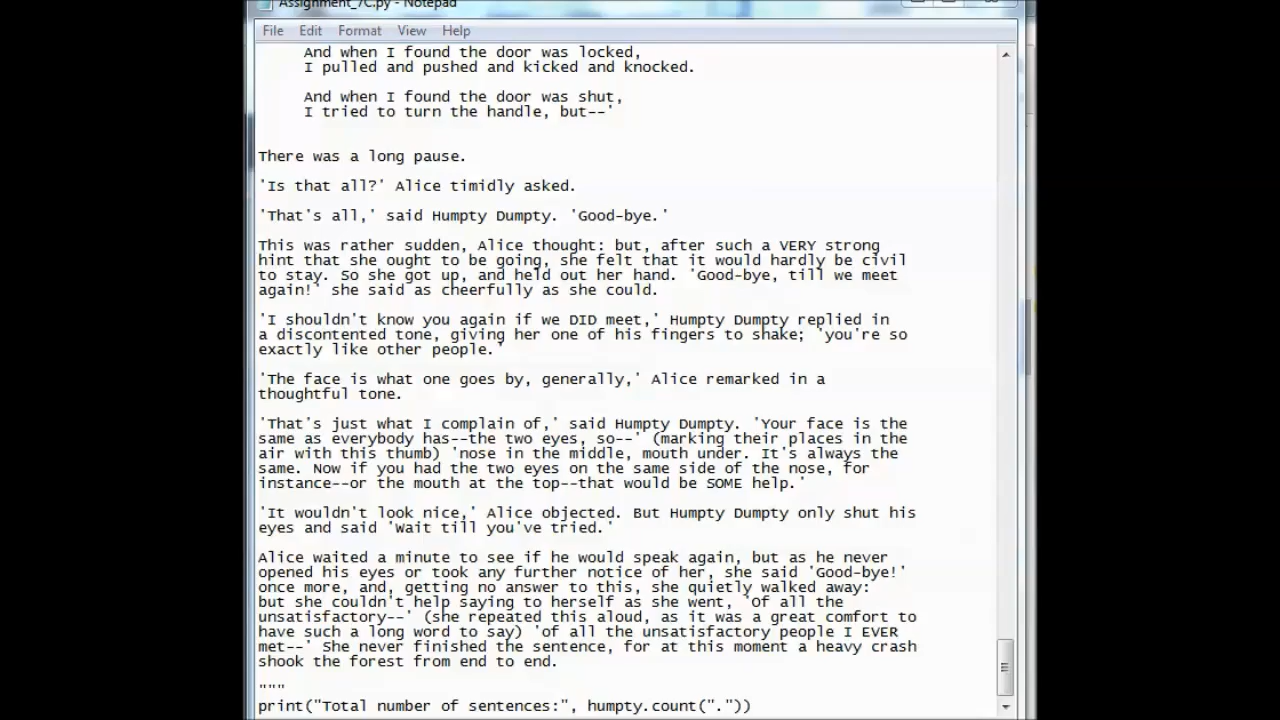 Assignment_7C.py - Notepad
File Edit Format View Help
And when I found the door was locked,
I pulled and pushed and kicked and knocked.
And when I found the door was shut,
I tried to turn the handle, but--'
There was a long pause.
'Is that all?' Alice timidly asked.
'That's all,' said Humpty Dumpty. 'Good-bye.'
This was rather sudden, Alice thought: but, after such a VERY strong
hint that she ought to be going, she felt that it would hardly be civil
to stay. So she got up, and held out her hand. 'Good-bye, till we meet
again!' she said as cheerfully as she could.
'I shouldn't know you again if we DID meet,' Humpty Dumpty replied in
a discontented tone, giving her one of his fingers to shake; 'you're so
exactly like other people.'
'The face is what one goes by, generally,' Alice remarked in a
thoughtful tone.
'That's just what I complain of,' said Humpty Dumpty. 'Your face is the
same as everybody has--the two eyes, so--' (marking their places in the
air with this thumb) 'nose in the middle, mouth under. It's always the
same. Now if you had the two eyes on the same side of the nose, for
instance--or the mouth at the top--that would be SOME help.'
'It wouldn't look nice,' Alice objected. But Humpty Dumpty only shut his
eyes and said 'Wait till you've tried.'
Alice waited a minute to see if he would speak again, but as he never
opened his eyes or took any further notice of her, she said 'Good-bye!'
once more, and, getting no answer to this, she quietly walked away:
but she couldn't help saying to herself as she went, 'Of all the
unsatisfactory--' (she repeated this aloud, as it was a great comfort to
have such a long word to say) 'of all the unsatisfactory people I EVER
met--' She never finished the sentence, for at this moment a heavy crash
shook the forest from end to end.
"""
print("Total number of sentences:", humpty.count("."))